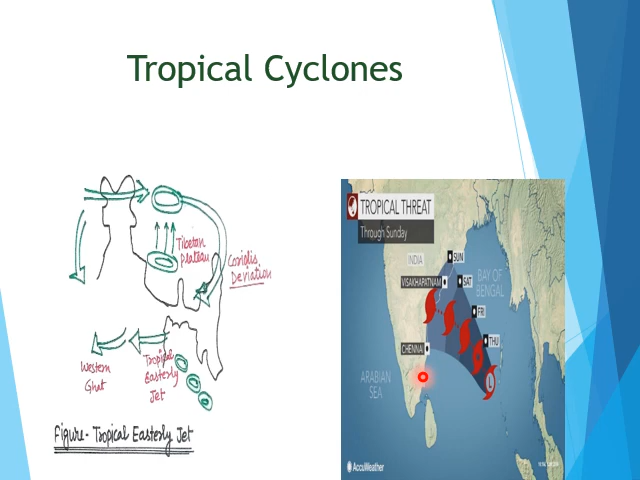 Tropical Cyclones
Tibetan
Plateau
Coriolis
Deviation
Western
Ghat
Tropical
Easterly
Jet
Figure- Tropical Easterly Jet
TROPICAL THREAT
Through Sunday
INDIA
SUN
VISAKHAPATNAM
SAT
BAY OF
BENGAL
FRI
THU
CHENNAI
ARABIAN
SEA
L
AccuWeather